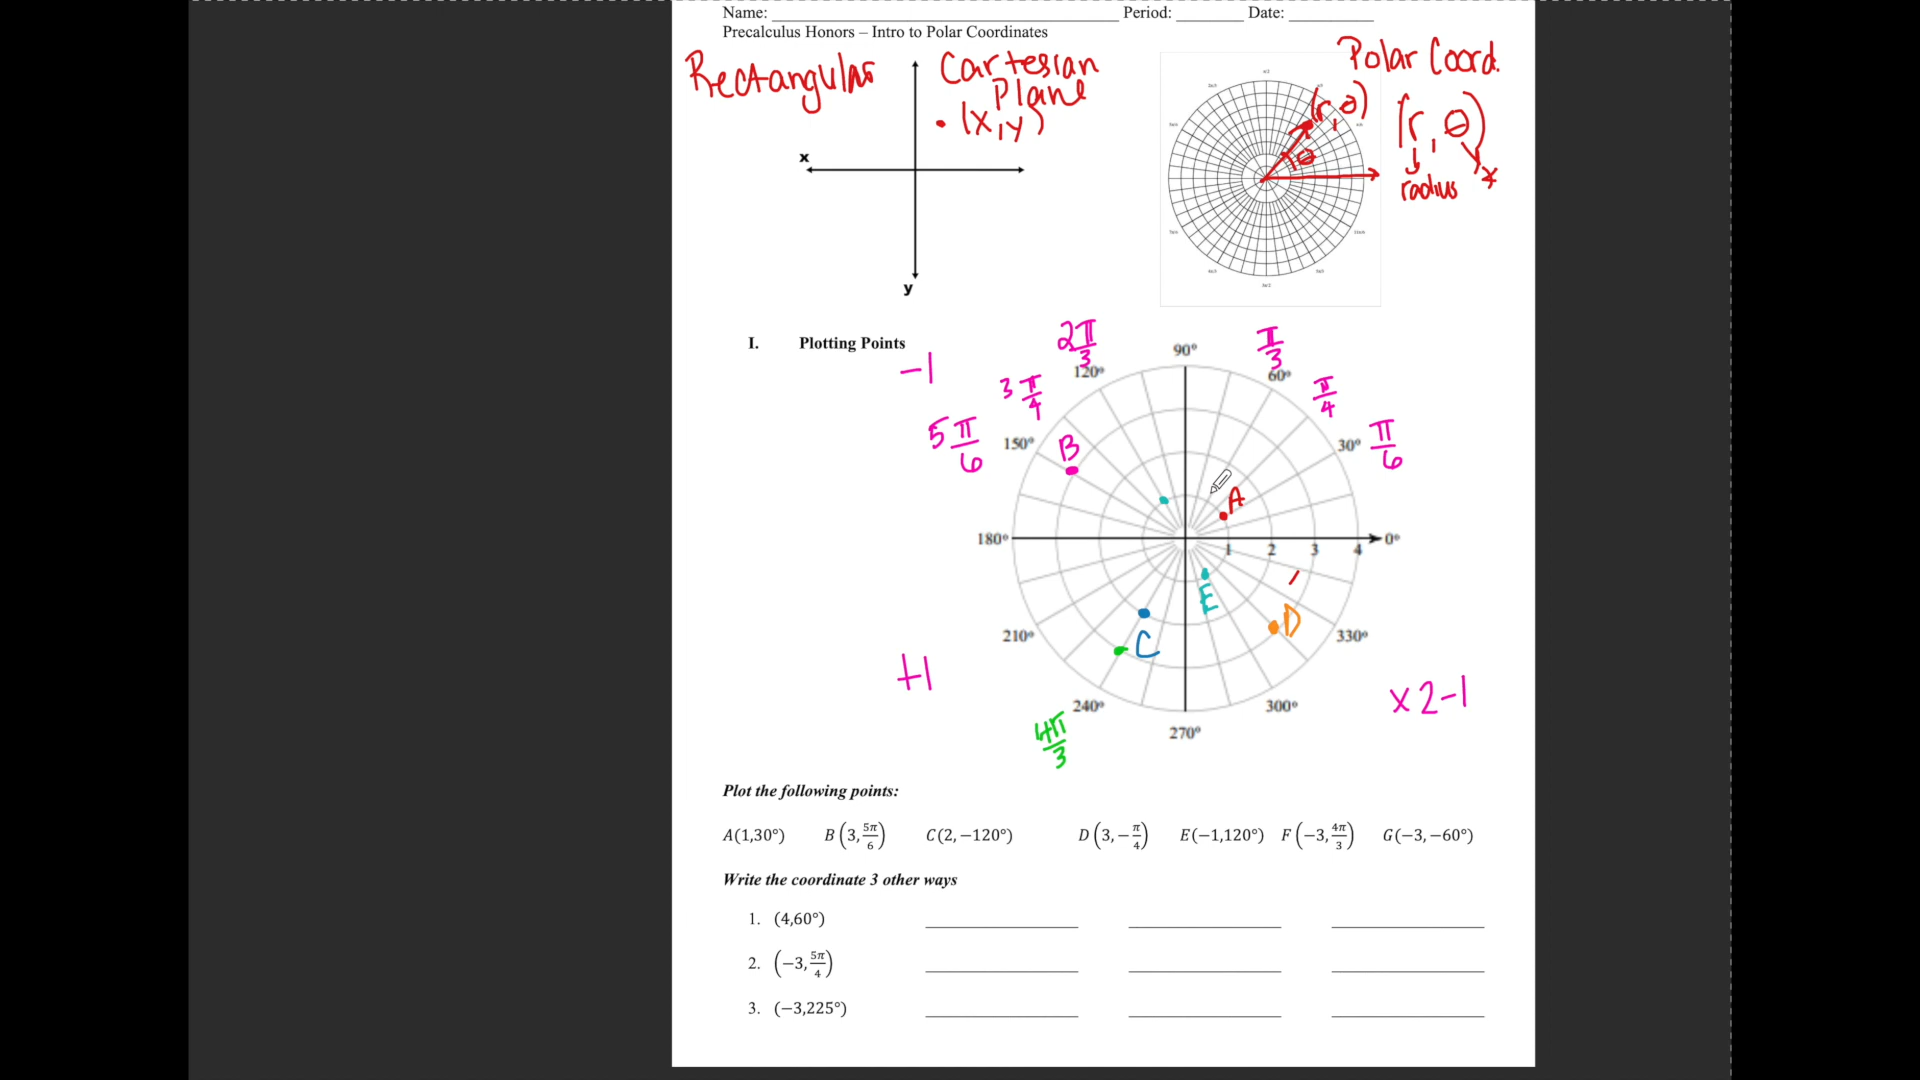 Name: ______ Period: ______ Date: ______
Precalculus Honors – Intro to Polar Coordinates
Rectangular
Cartesian
Plane
(x,y)
x
y
Polar Coord.
(r,θ)
θ
(r,θ)
radius
I. Plotting Points
-1
2π/3
π/3
3π/4
π/4
5π/6
π/6
90°
120°
60°
150°
30°
B
A
180°
0°
1 2 3 4
E
D
C
210°
330°
+1
x2-1
240°
300°
4π/3
270°
Plot the following points:
A(1,30°) B(3,5π/6) C(2,−120°) D(3,−π/4) E(−1,120°) F(−3,4π/3) G(−3,−60°)
Write the coordinate 3 other ways
1. (4,60°)
2. (−3,5π/4)
3. (−3,225°)